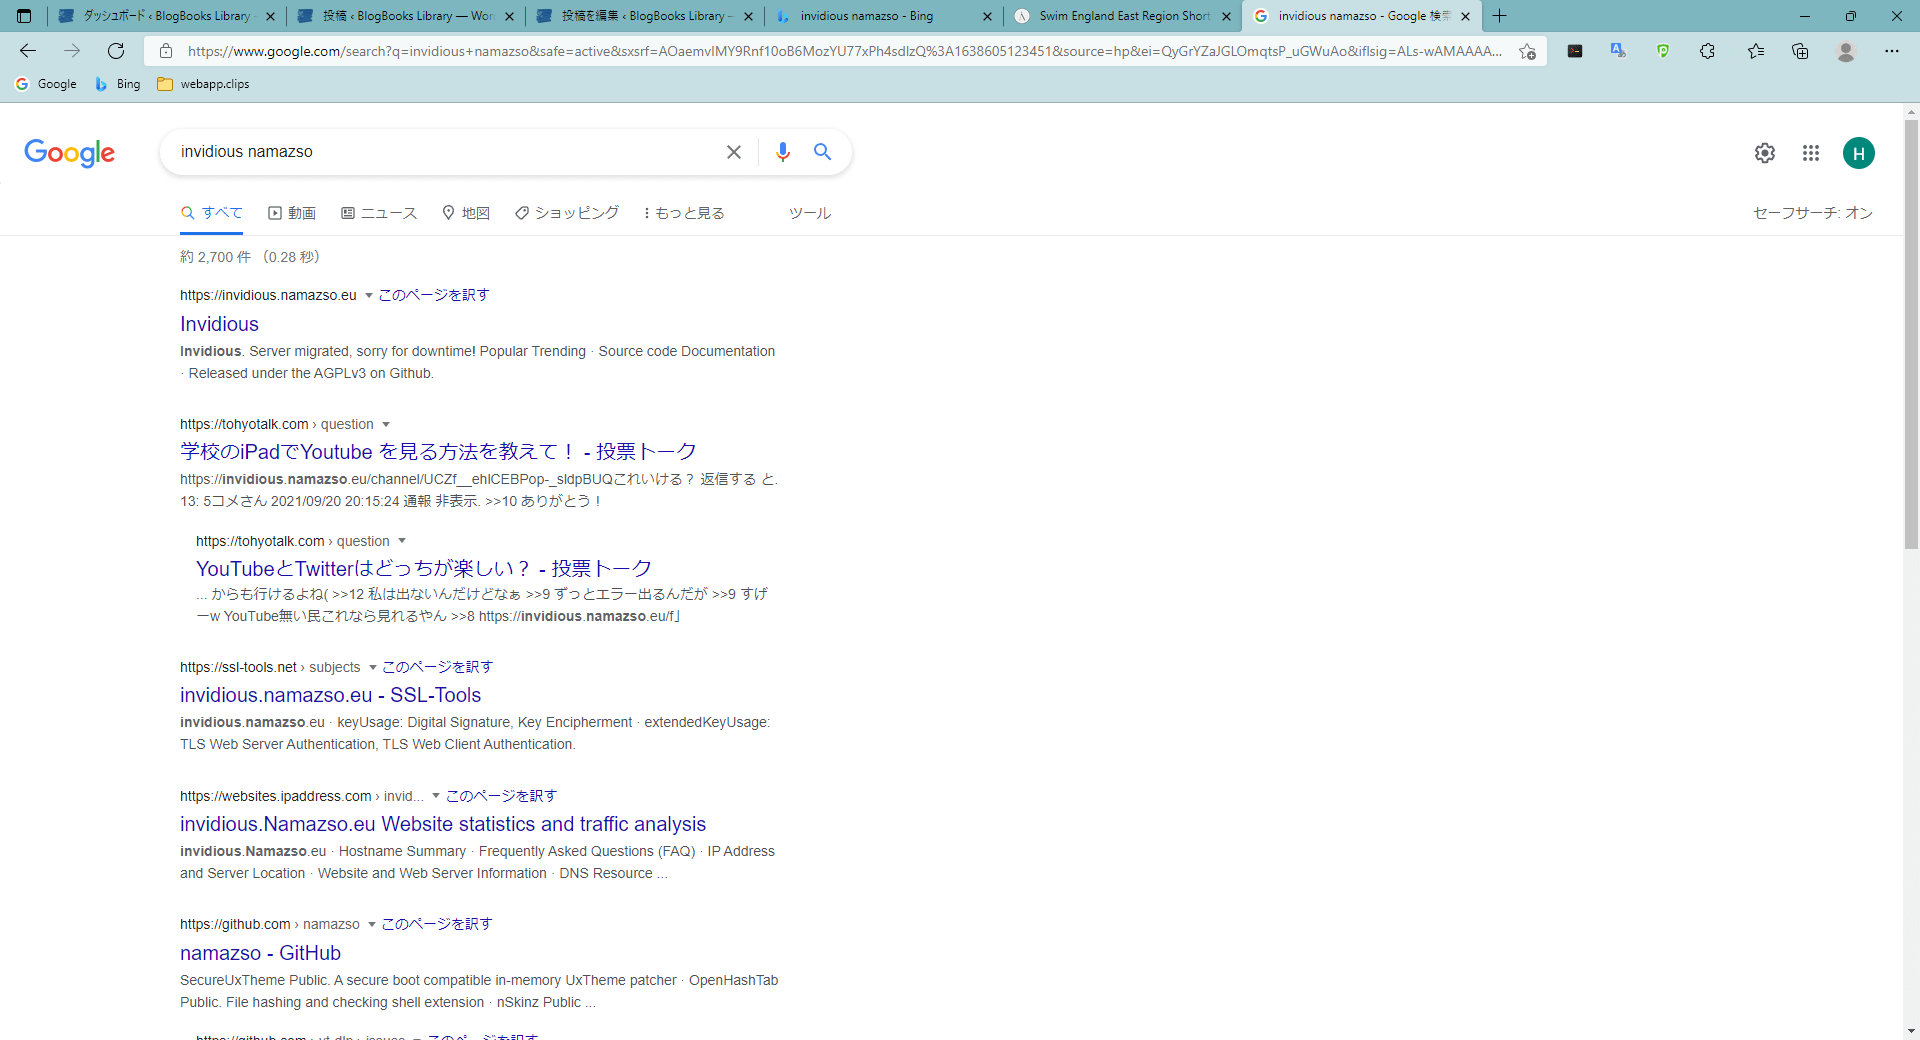 ダッシュボード ‹ BlogBooks Library
投稿 ‹ BlogBooks Library — Wor
投稿を編集 ‹ BlogBooks Library –
invidious namazso - Bing
Swim England East Region Short
invidious namazso - Google 検索
https://www.google.com/search?q=invidious+namazso&safe=active&sxsrf=AOaemvIMY9Rnf10oB6MozYU77xPh4sdIzQ%3A1638605123451&source=hp&ei=QyGrYZaJGLOmqtsP_uGWuAo&iflsig=ALs-wAMAAAA...
Google Bing webapp.clips
Google
invidious namazso
H
すべて 動画 ニュース 地図 ショッピング もっと見る ツール セーフサーチ: オン
約 2,700 件 （0.28 秒）
https://invidious.namazso.eu このページを訳す
Invidious
Invidious. Server migrated, sorry for downtime! Popular Trending · Source code Documentation
· Released under the AGPLv3 on Github.
https://tohyotalk.com › question
学校のiPadでYoutube を見る方法を教えて！ - 投票トーク
https://invidious.namazso.eu/channel/UCZf__ehlCEBPop-_sldpBUQこれいける？ 返信する と.
13: 5コメさん 2021/09/20 20:15:24 通報 非表示. >>10 ありがとう！
https://tohyotalk.com › question
YouTubeとTwitterはどっちが楽しい？ - 投票トーク
... からも行けるよね( >>12 私は出ないんだけどなぁ >>9 ずっとエラー出るんだが >>9 すげ
ーw YouTube無い民これなら見れるやん >>8 https://invidious.namazso.eu/f」
https://ssl-tools.net › subjects このページを訳す
invidious.namazso.eu - SSL-Tools
invidious.namazso.eu · keyUsage: Digital Signature, Key Encipherment · extendedKeyUsage:
TLS Web Server Authentication, TLS Web Client Authentication.
https://websites.ipaddress.com › invid... このページを訳す
invidious.Namazso.eu Website statistics and traffic analysis
invidious.Namazso.eu · Hostname Summary · Frequently Asked Questions (FAQ) · IP Address
and Server Location · Website and Web Server Information · DNS Resource ...
https://github.com › namazso このページを訳す
namazso - GitHub
SecureUxTheme Public. A secure boot compatible in-memory UxTheme patcher · OpenHashTab
Public. File hashing and checking shell extension · nSkinz Public ...
https://github.com › yt-dlp › issues このページを訳す